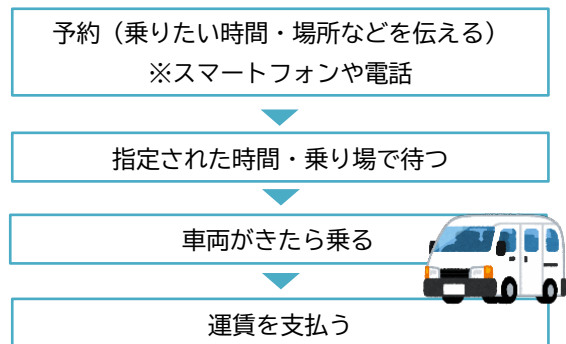 予約（乗りたい時間・場所などを伝える）
※スマートフォンや電話
指定された時間・乗り場で待つ
車両がきたら乗る
運賃を支払う